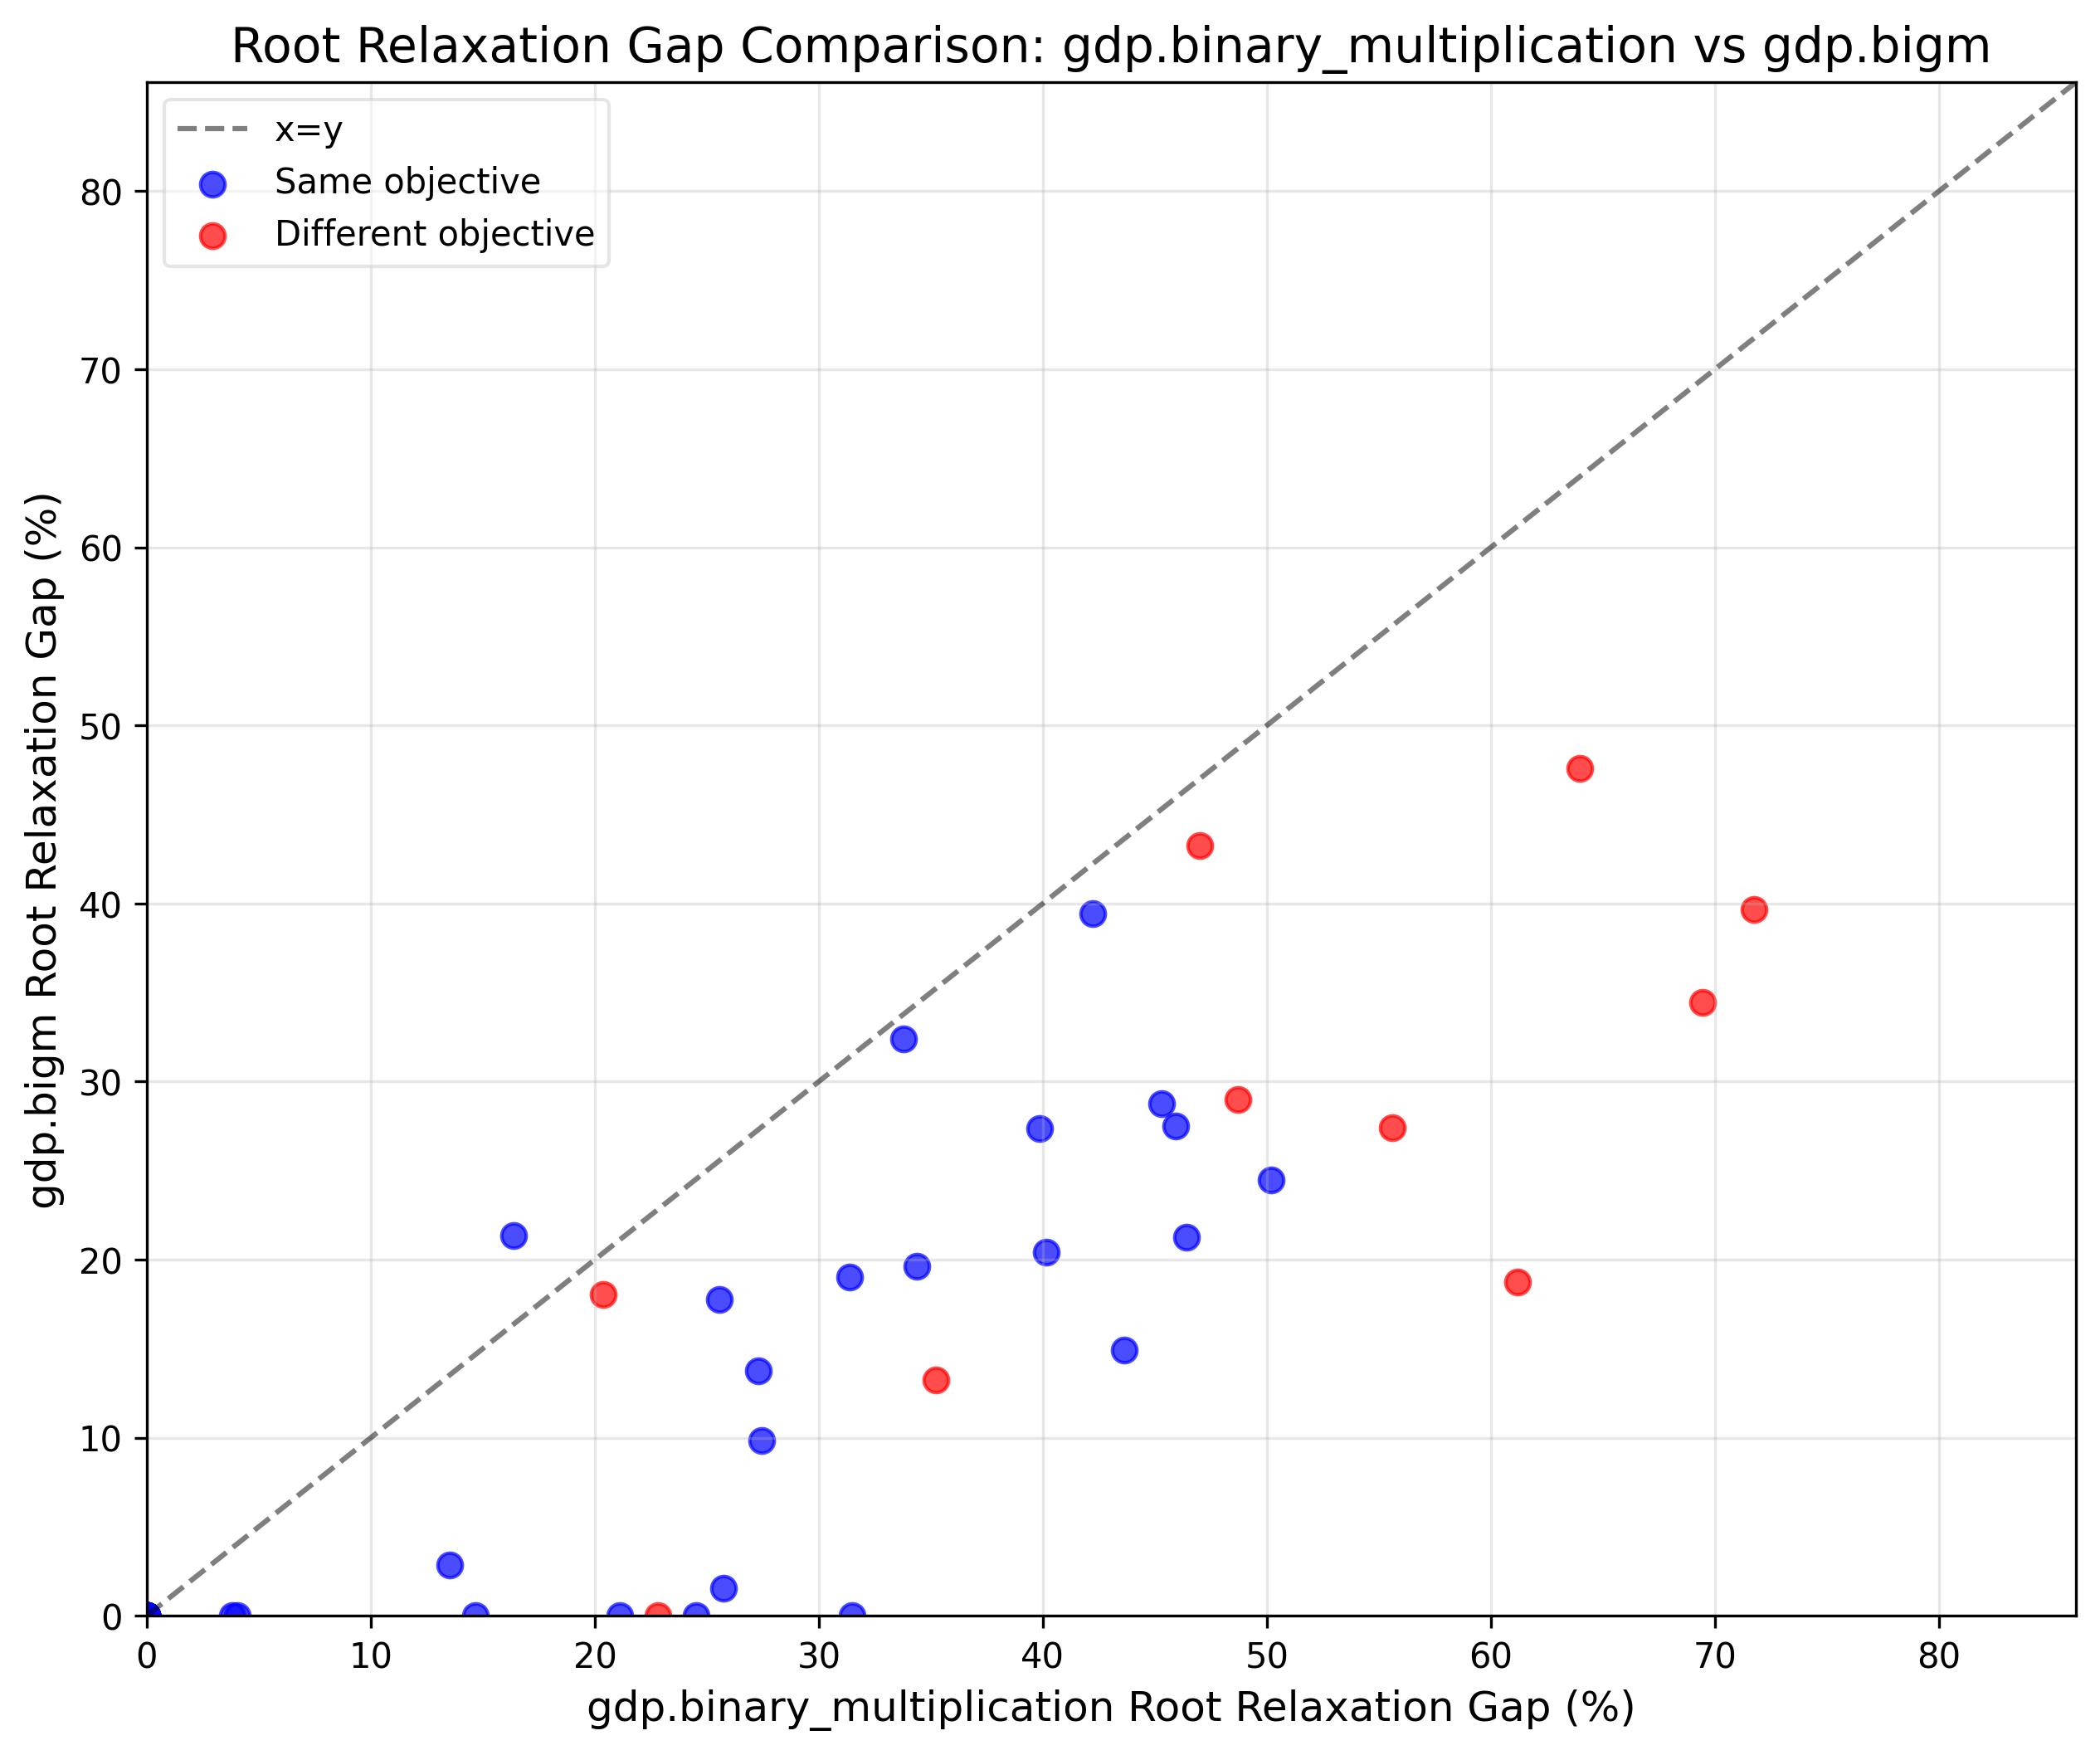 Root Relaxation Gap Comparison: gdp.binary_multiplication vs gdp.bigm
x=y
Same objective
Different objective
gdp.bigm Root Relaxation Gap (%)
80
70
60
50
40
30
20
10
0
0 10 20 30 40 50 60 70 80
gdp.binary_multiplication Root Relaxation Gap (%)